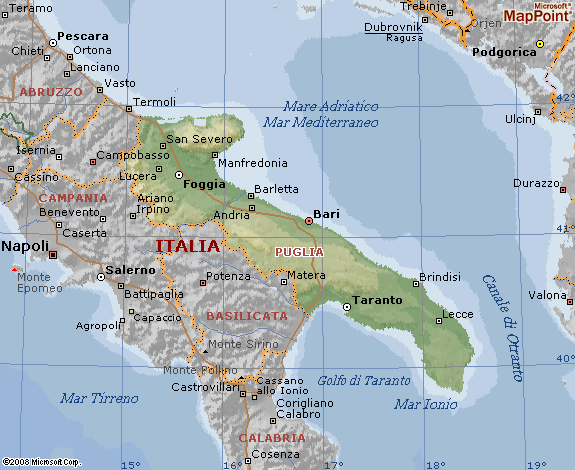 Teramo
Trebinje
Orjen
Microsoft®
MapPoint®
Pescara
Dubrovnik
Ragusa
Chieti
Ortona
Podgorica
Lanciano
ABRUZZO
Vasto
Termoli
Mare Adriatico
Mar Mediterraneo
42°
Ulcinj
San Severo
Isernia
Campobasso
Manfredonia
Cassino
Lucera
Foggia
Durazzo
CAMPANIA
Ariano
Irpino
Barletta
Benevento
Andria
Bari
Caserta
41°
Napoli
ITALIA
PUGLIA
Monte
Epomeo
Salerno
Potenza
Matera
Brindisi
Canale di Otranto
Battipaglia
Taranto
Valona
Capaccio
BASILICATA
Lecce
Agropoli
Monte Sirino
40°
Monte Pollino
Golfo di Taranto
Castrovillari
Cassano
allo Ionio
Mar Tirreno
Corigliano
Calabro
Mar Ionio
CALABRIA
Cosenza
©2008 Microsoft Corp.
15°
16°
17°
18°
19°